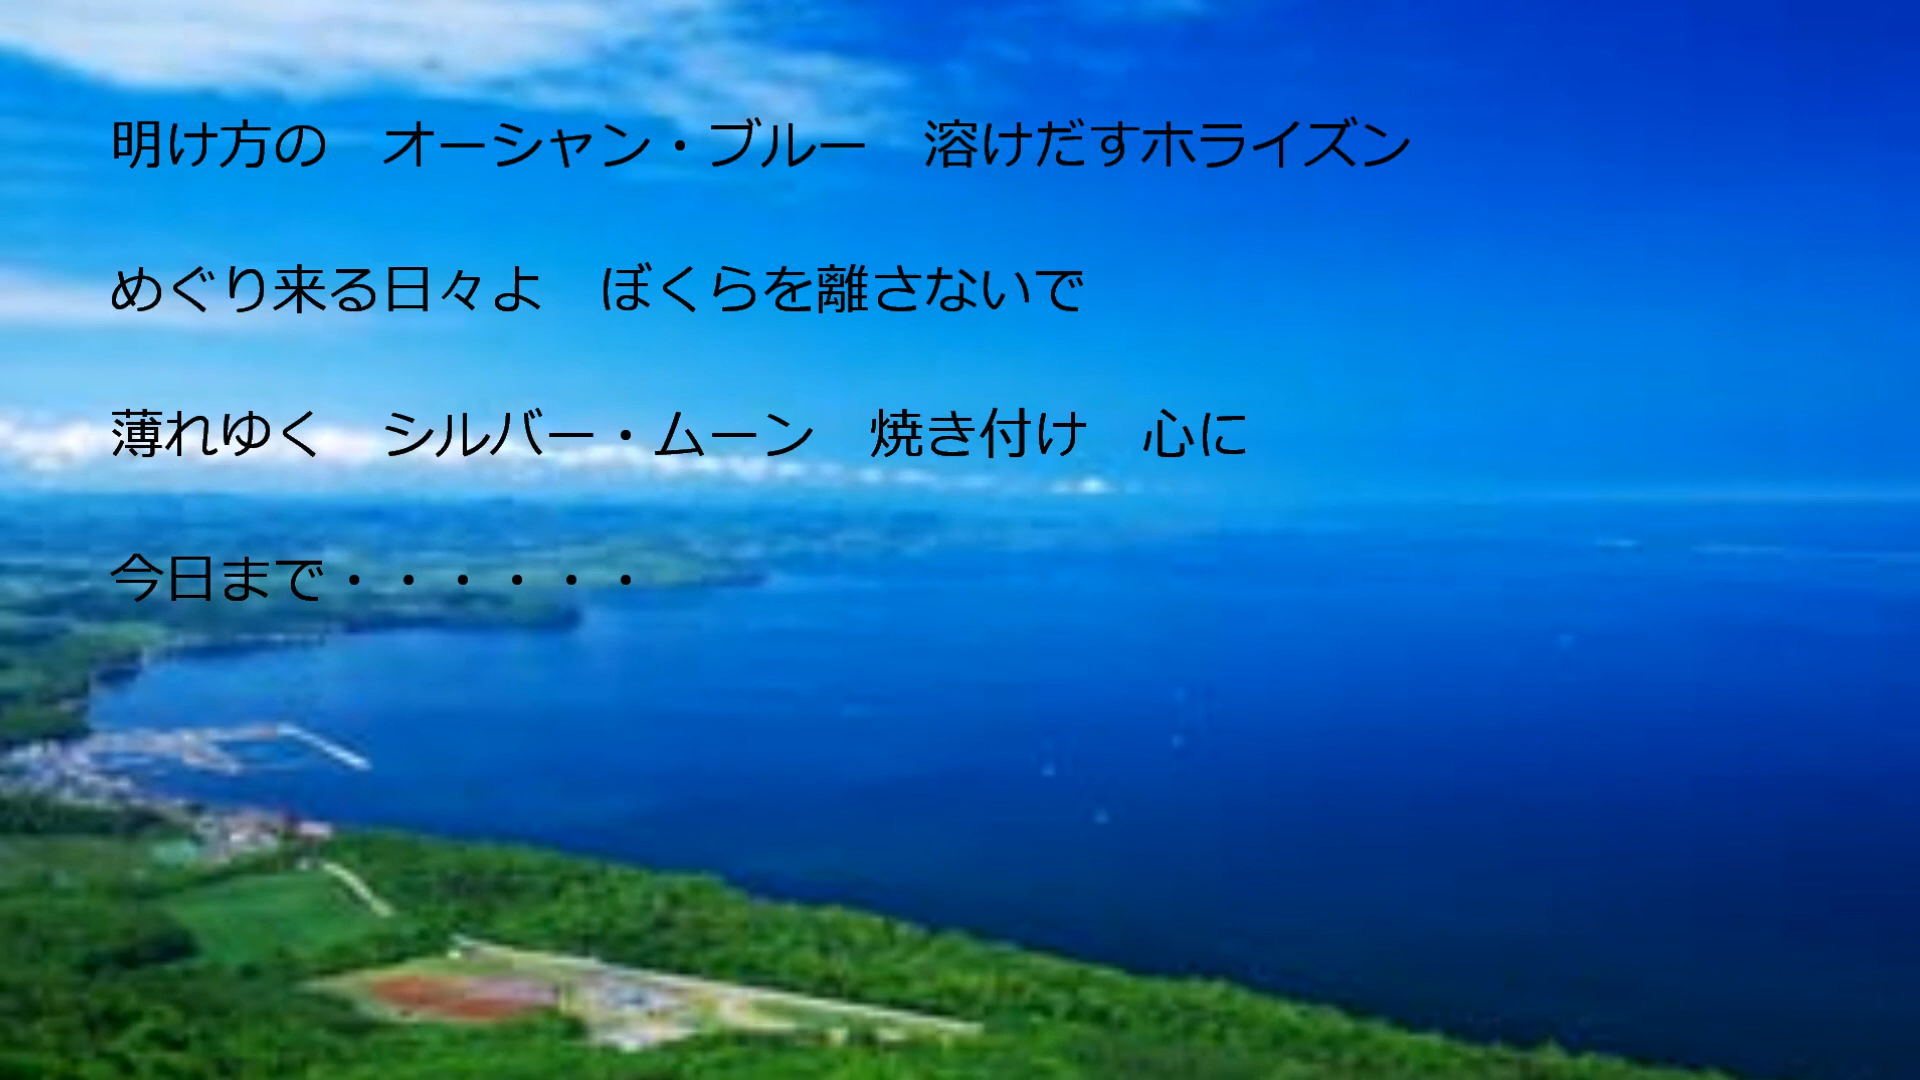 明け方の　オーシャン・ブルー　溶けだすホライズン
めぐり来る日々よ　ぼくらを離さないで
薄れゆく　シルバー・ムーン　焼き付け　心に
今日まで・・・・・・